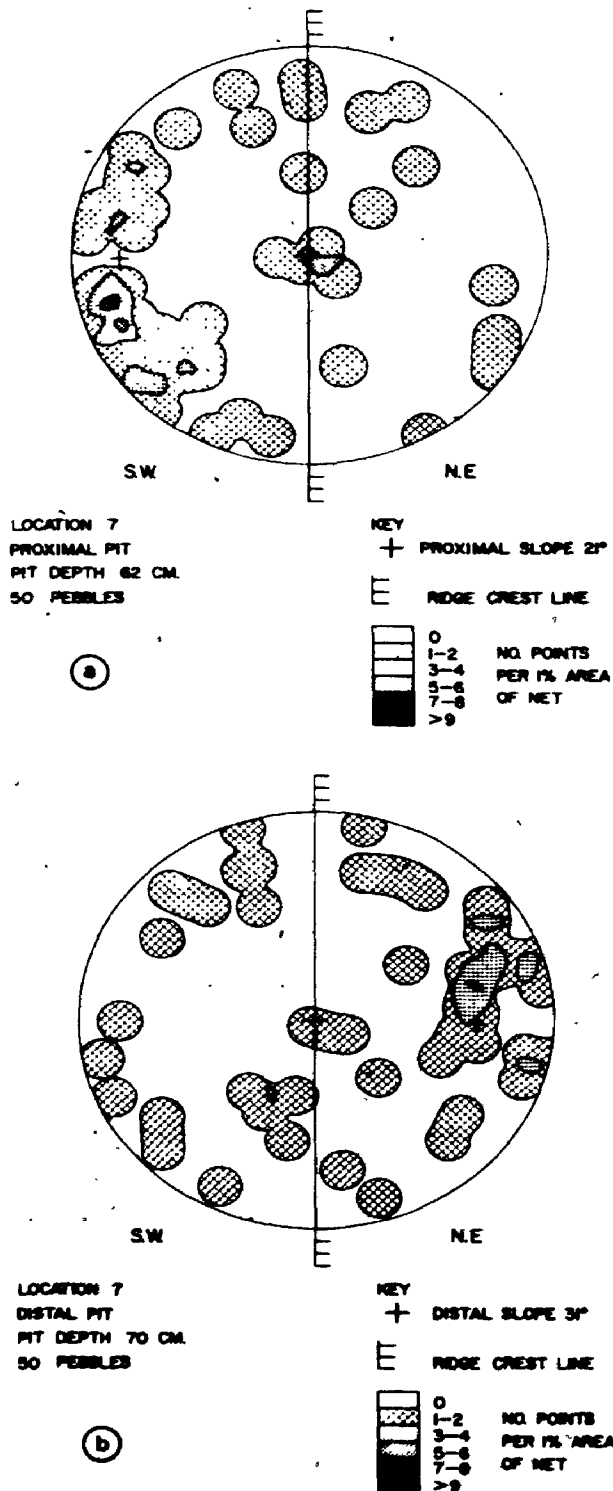 S.W. N.E
LOCATION 7
PROXIMAL PIT
PIT DEPTH 62 CM.
50 PEBBLES
a
KEY
+ PROXIMAL SLOPE 21°
RIDGE CREST LINE
0
1-2
3-4
5-6
7-8
>9
NO. POINTS
PER 1% AREA
OF NET
S.W. N.E
LOCATION 7
DISTAL PIT
PIT DEPTH 70 CM.
50 PEBBLES
b
KEY
+ DISTAL SLOPE 31°
RIDGE CREST LINE
0
1-2
3-4
5-6
7-8
>9
NO. POINTS
PER 1% AREA
OF NET